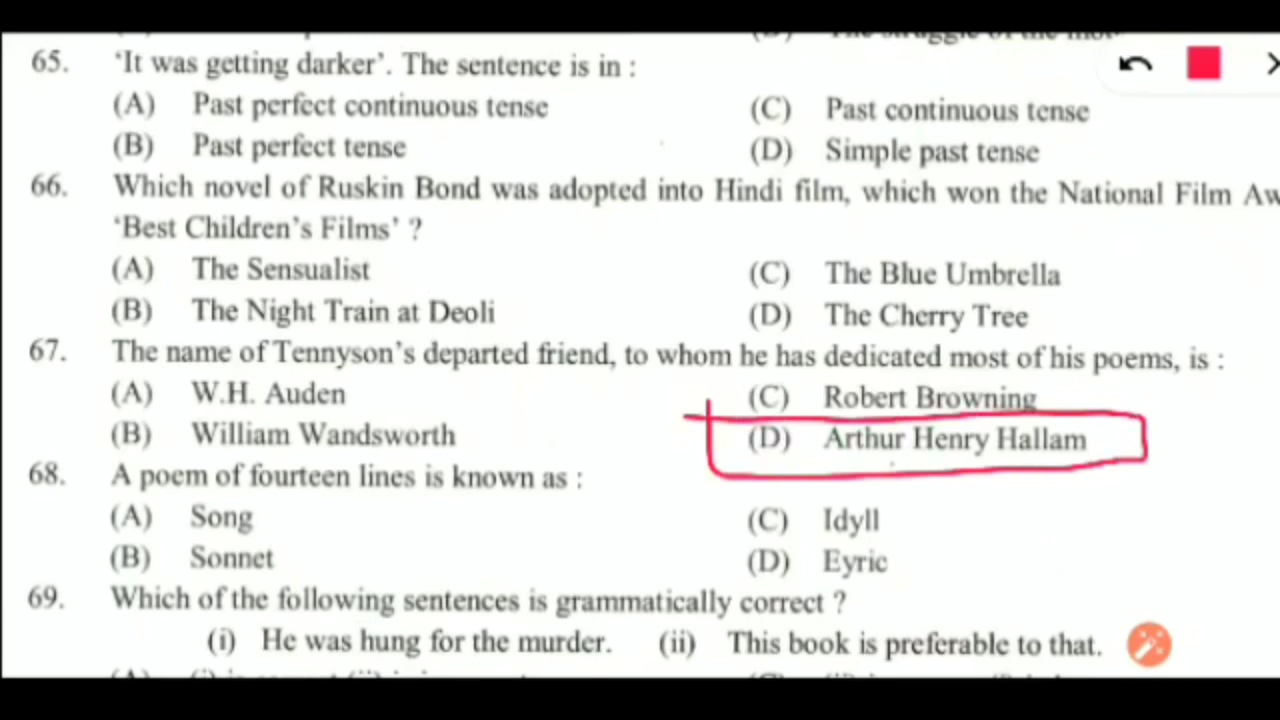 65. ‘It was getting darker’. The sentence is in :
(A) Past perfect continuous tense (C) Past continuous tense
(B) Past perfect tense (D) Simple past tense
66. Which novel of Ruskin Bond was adopted into Hindi film, which won the National Film
‘Best Children’s Films’ ?
(A) The Sensualist (C) The Blue Umbrella
(B) The Night Train at Deoli (D) The Cherry Tree
67. The name of Tennyson’s departed friend, to whom he has dedicated most of his poems, is :
(A) W.H. Auden (C) Robert Browning
(B) William Wandsworth (D) Arthur Henry Hallam
68. A poem of fourteen lines is known as :
(A) Song (C) Idyll
(B) Sonnet (D) Eyric
69. Which of the following sentences is grammatically correct ?
(i) He was hung for the murder. (ii) This book is preferable to that.